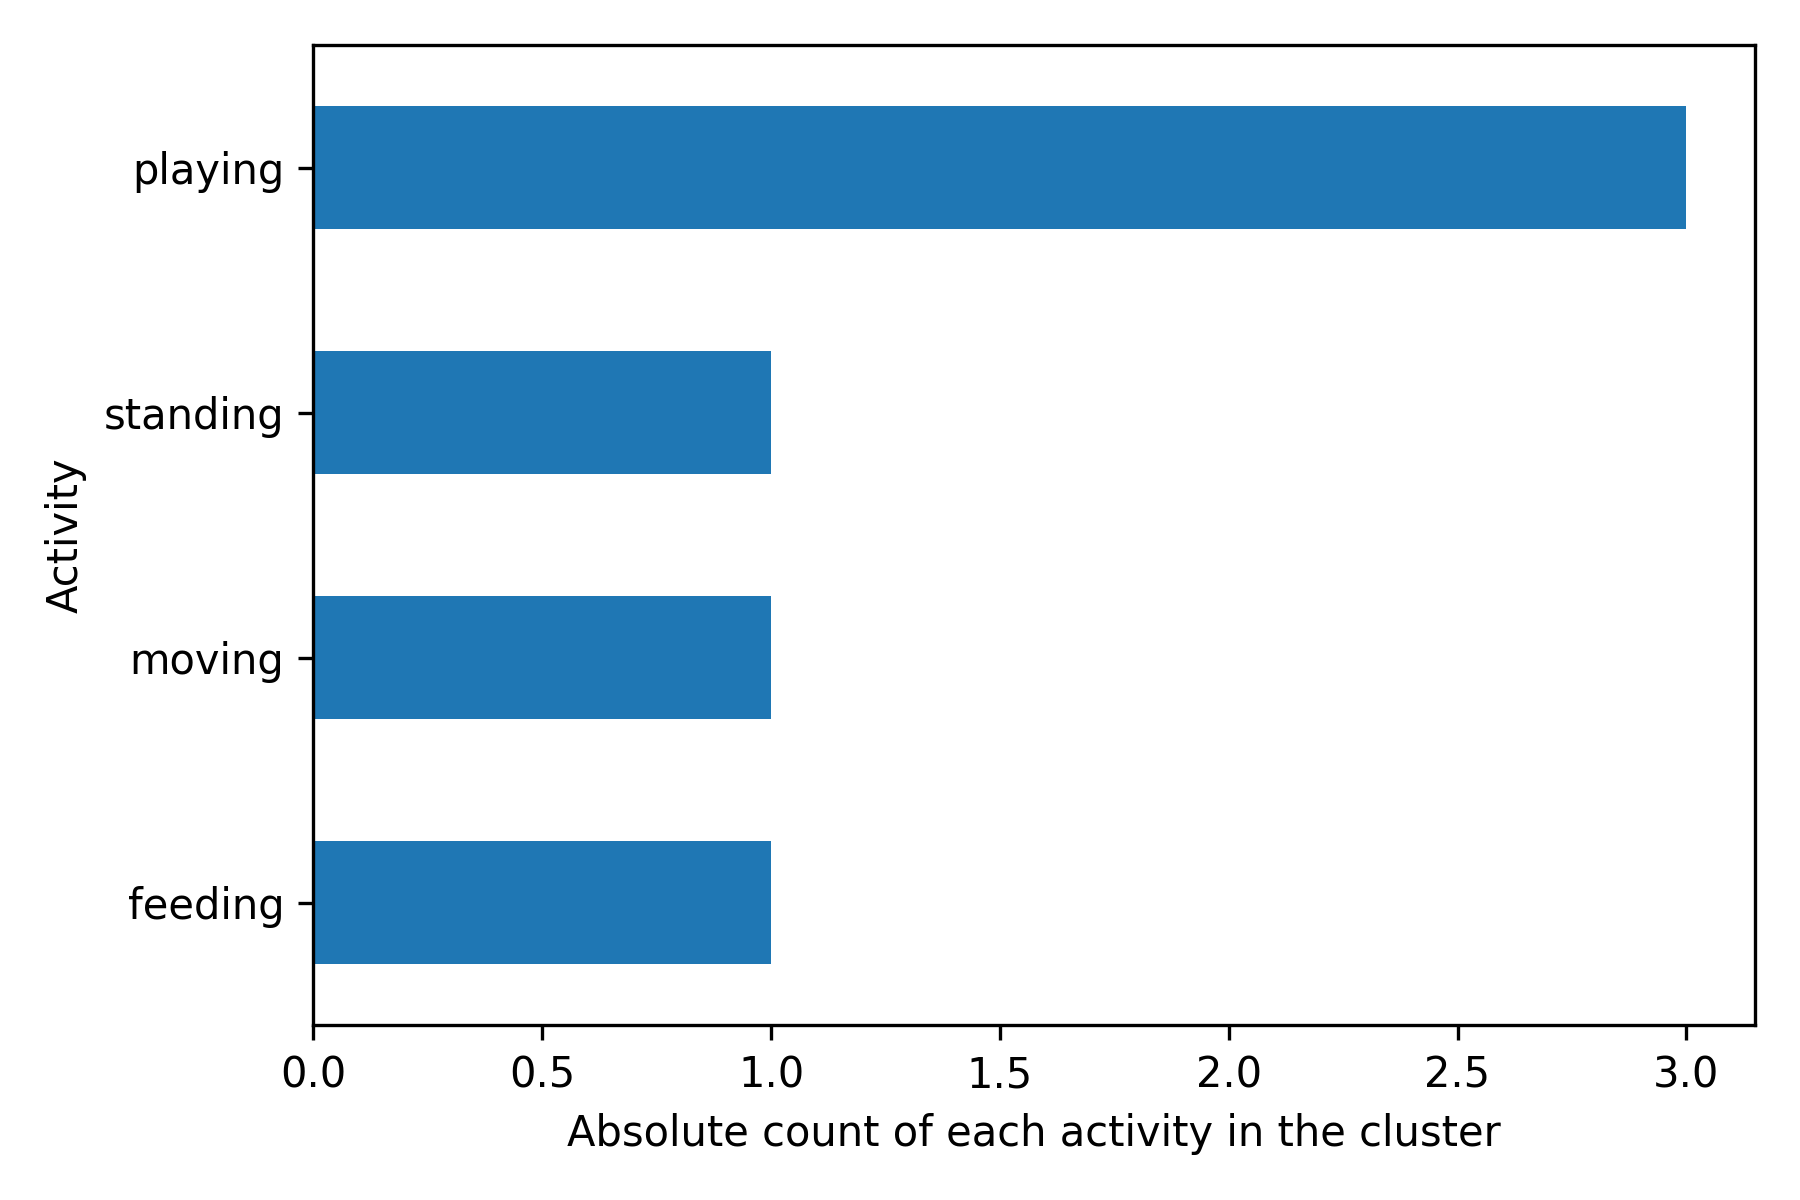 playing
standing
moving
feeding
Activity
0.0 0.5 1.0 1.5 2.0 2.5 3.0
Absolute count of each activity in the cluster